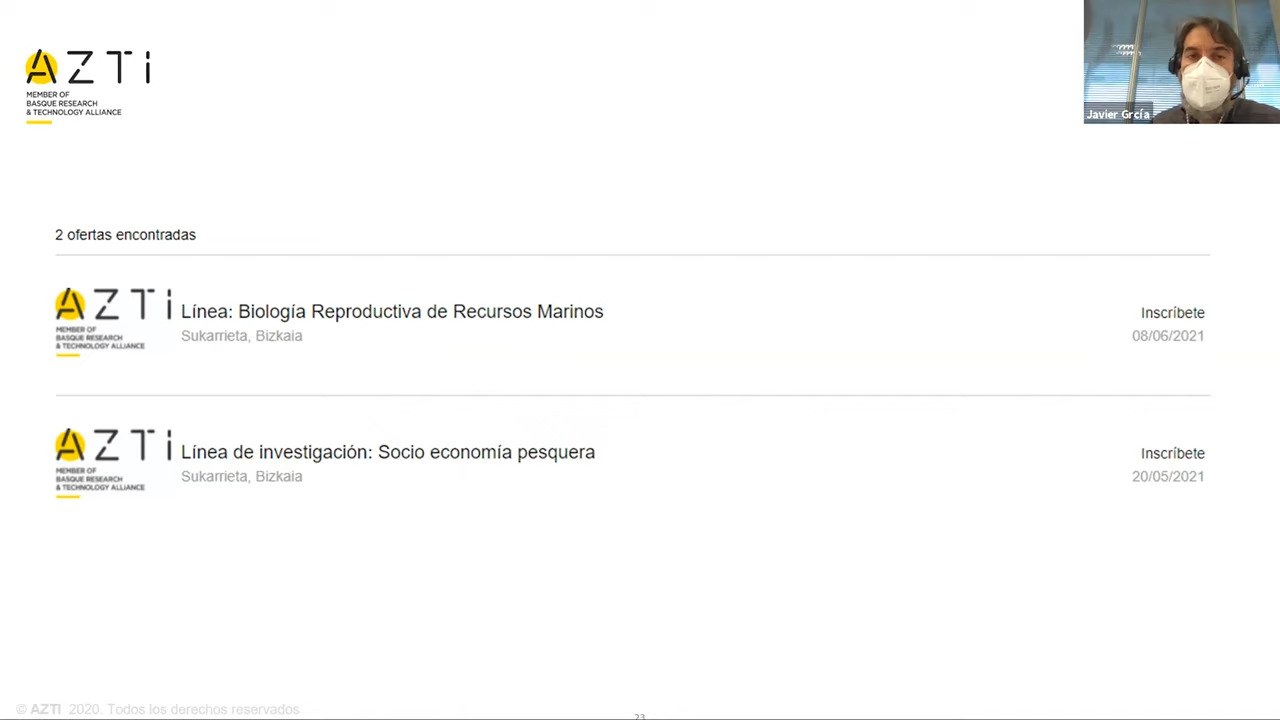 AZTi
MEMBER OF
BASQUE RESEARCH
& TECHNOLOGY ALLIANCE
Javier Grcía
2 ofertas encontradas
AZTi
MEMBER OF
BASQUE RESEARCH
& TECHNOLOGY ALLIANCE
Línea: Biología Reproductiva de Recursos Marinos
Sukarrieta, Bizkaia
Inscríbete
08/06/2021
AZTi
MEMBER OF
BASQUE RESEARCH
& TECHNOLOGY ALLIANCE
Línea de investigación: Socio economía pesquera
Sukarrieta, Bizkaia
Inscríbete
20/05/2021
© AZTI 2020. Todos los derechos reservados
23